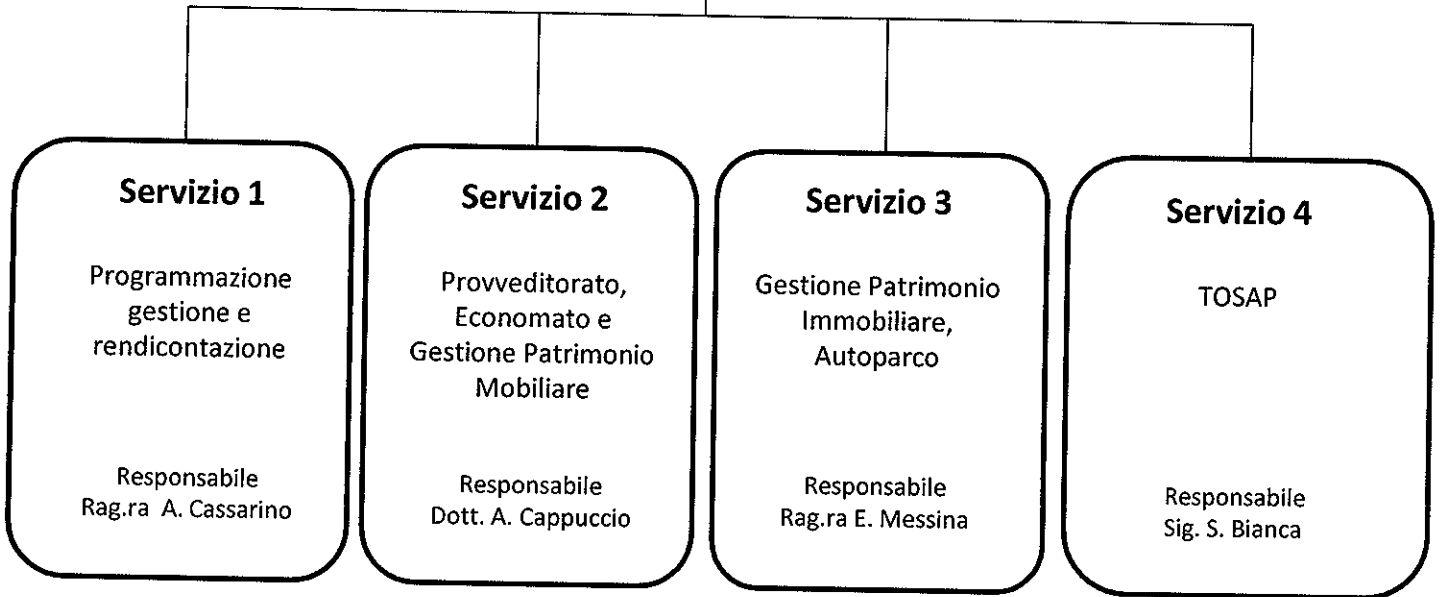 Servizio 1
Programmazione
gestione e
rendicontazione
Responsabile
Rag.ra A. Cassarino
Servizio 2
Provveditorato,
Economato e
Gestione Patrimonio
Mobiliare
Responsabile
Dott. A. Cappuccio
Servizio 3
Gestione Patrimonio
Immobiliare,
Autoparco
Responsabile
Rag.ra E. Messina
Servizio 4
TOSAP
Responsabile
Sig. S. Bianca